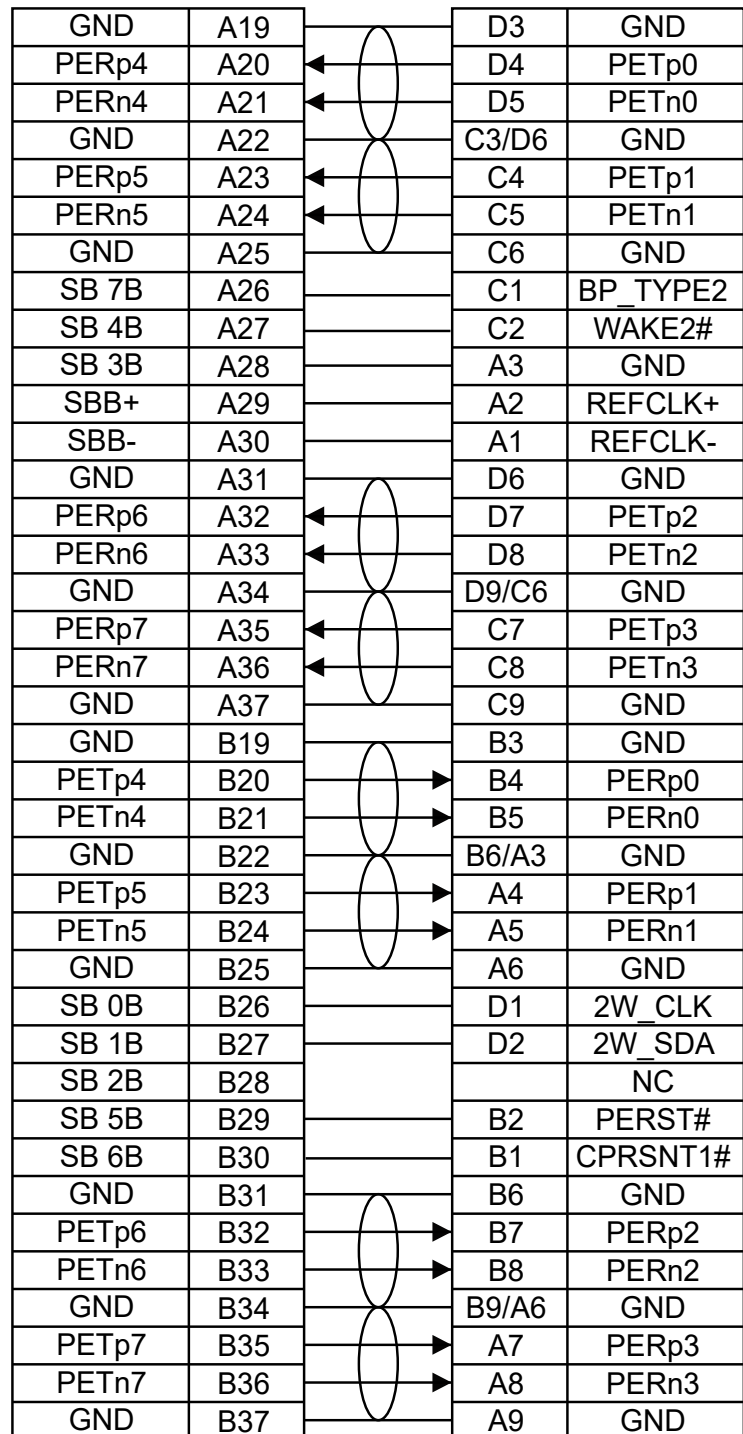 GND A19 D3 GND
PERp4 A20 D4 PETp0
PERn4 A21 D5 PETn0
GND A22 C3/D6 GND
PERp5 A23 C4 PETp1
PERn5 A24 C5 PETn1
GND A25 C6 GND
SB 7B A26 C1 BP_TYPE2
SB 4B A27 C2 WAKE2#
SB 3B A28 A3 GND
SBB+ A29 A2 REFCLK+
SBB- A30 A1 REFCLK-
GND A31 D6 GND
PERp6 A32 D7 PETp2
PERn6 A33 D8 PETn2
GND A34 D9/C6 GND
PERp7 A35 C7 PETp3
PERn7 A36 C8 PETn3
GND A37 C9 GND
GND B19 B3 GND
PETp4 B20 B4 PERp0
PETn4 B21 B5 PERn0
GND B22 B6/A3 GND
PETp5 B23 A4 PERp1
PETn5 B24 A5 PERn1
GND B25 A6 GND
SB 0B B26 D1 2W_CLK
SB 1B B27 D2 2W_SDA
SB 2B B28 NC
SB 5B B29 B2 PERST#
SB 6B B30 B1 CPRSNT1#
GND B31 B6 GND
PETp6 B32 B7 PERp2
PETn6 B33 B8 PERn2
GND B34 B9/A6 GND
PETp7 B35 A7 PERp3
PETn7 B36 A8 PERn3
GND B37 A9 GND